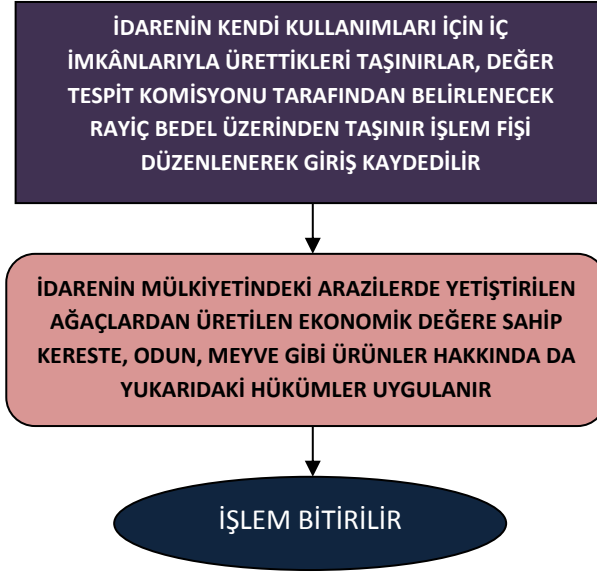 İDARENİN KENDİ KULLANIMLARI İÇİN İÇ
İMKÂNLARIYLA ÜRETTİKLERİ TAŞINIRLAR, DEĞER
TESPİT KOMİSYONU TARAFINDAN BELİRLENECEK
RAYİÇ BEDEL ÜZERİNDEN TAŞINIR İŞLEM FİŞİ
DÜZENLENEREK GİRİŞ KAYDEDİLİR
İDARENİN MÜLKİYETİNDEKİ ARAZİLERDE YETİŞTİRİLEN
AĞAÇLARDAN ÜRETİLEN EKONOMİK DEĞERE SAHİP
KERESTE, ODUN, MEYVE GİBİ ÜRÜNLER HAKKINDA DA
YUKARIDAKİ HÜKÜMLER UYGULANIR
İŞLEM BİTİRİLİR